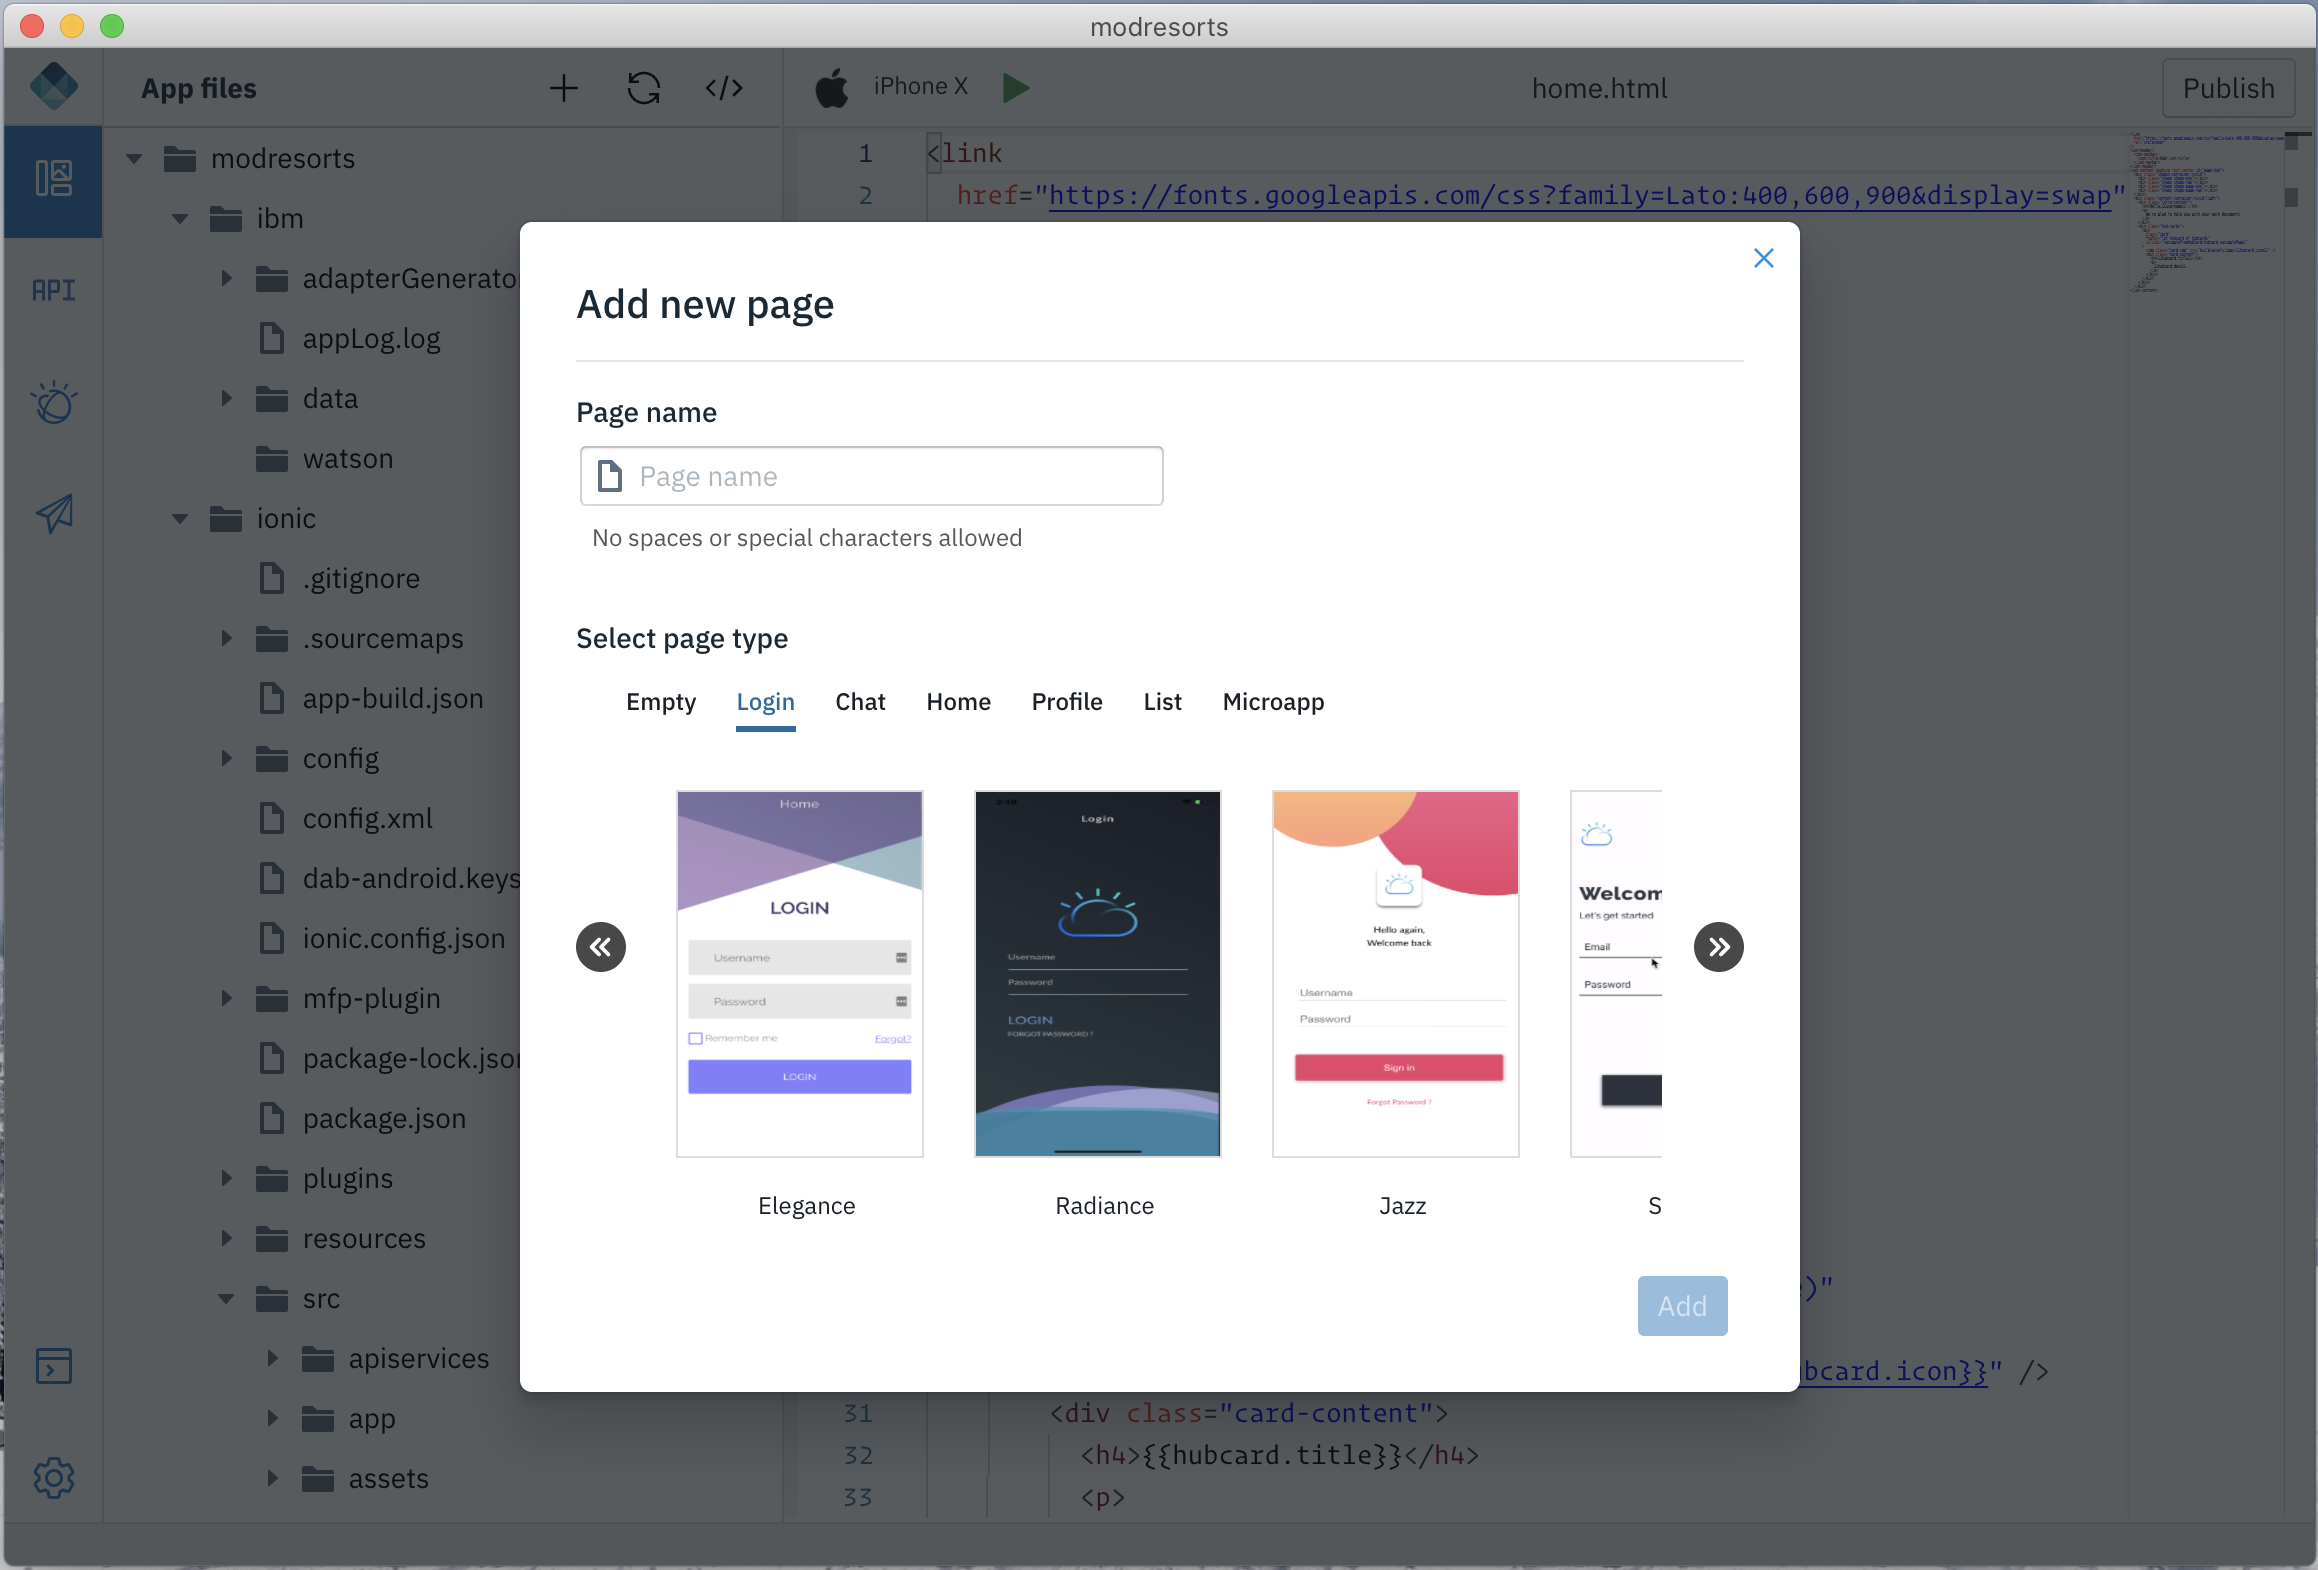 modresorts
App files
iPhone X
home.html
Publish
API
modresorts
ibm
adapterGenerator
appLog.log
data
watson
ionic
.gitignore
.sourcemaps
app-build.json
config
config.xml
dab-android.keys
ionic.config.json
mfp-plugin
package-lock.json
package.json
plugins
resources
src
apiservices
app
assets
1 <link
2 href="https://fonts.googleapis.com/css?family=Lato:400,600,900&display=swap"
)"
bcard.icon}}" />
31 <div class="card-content">
32 <h4>{{hubcard.title}}</h4>
33 <p>
Add new page
Page name
Page name
No spaces or special characters allowed
Select page type
Empty Login Chat Home Profile List Microapp
Home
LOGIN
Username
Password
Remember me Forgot?
LOGIN
Elegance
Login
Username
Password
LOGIN
FORGOT PASSWORD ?
Radiance
Hello again,
Welcome back
Username
Password
Sign in
Forgot Password ?
Jazz
Welcom
Let's get started
Email
Password
S
Add